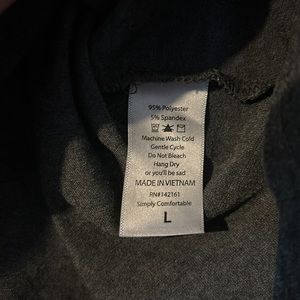 95% Polyester
5% Spandex
Machine Wash Cold
Gentle Cycle
Do Not Bleach
Hang Dry
or you'll be sad
MADE IN VIETNAM
RN#142161
Simply Comfortable
L